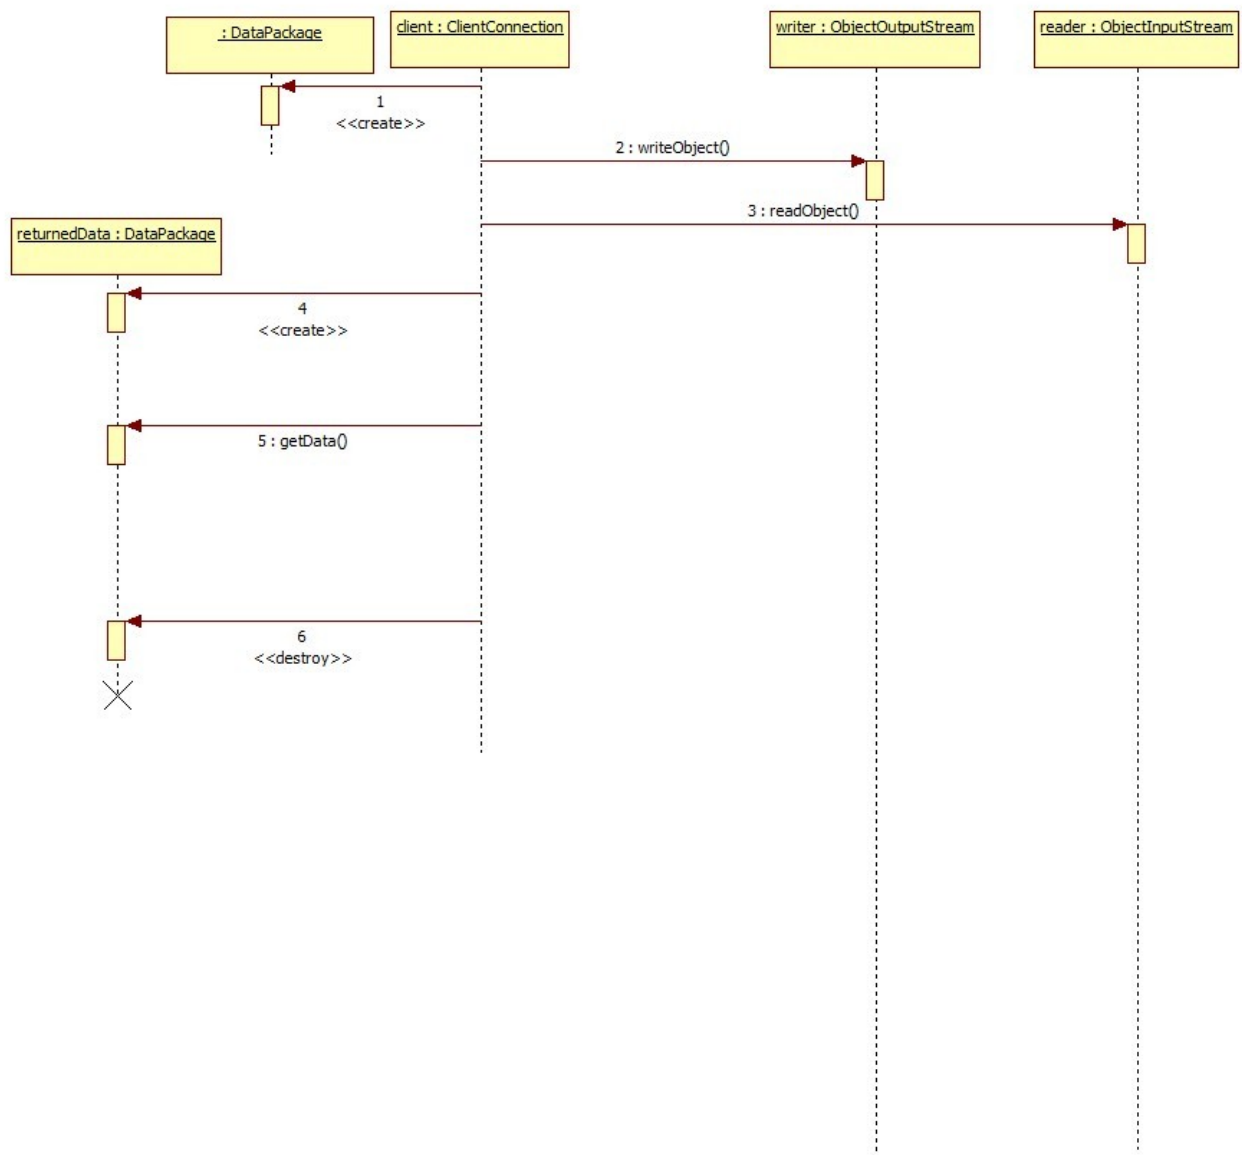 : DataPackage
client : ClientConnection
writer : ObjectOutputStream
reader : ObjectInputStream
1
<<create>>
2 : writeObject()
3 : readObject()
returnedData : DataPackage
4
<<create>>
5 : getData()
6
<<destroy>>